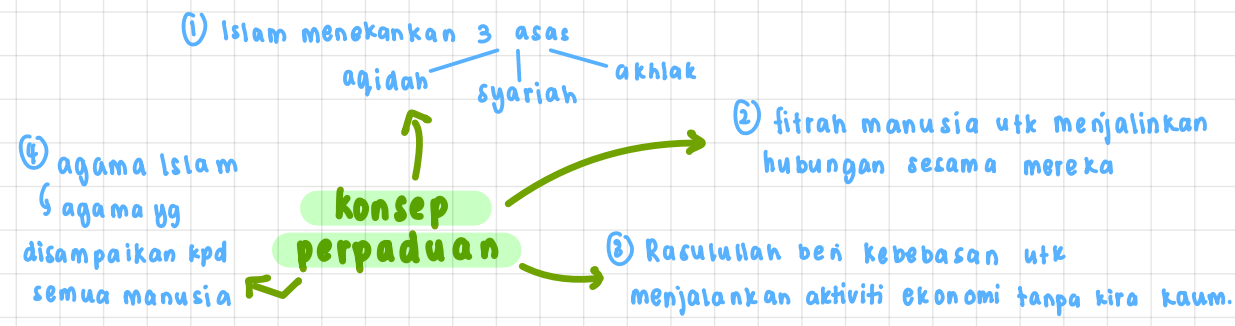 ① Islam menekankan 3 asas
aqidah
syariah
akhlak
② fitrah manusia utk menjalinkan
hubungan sesama mereka
konsep
perpaduan
③ Rasulullah beri kebebasan utk
menjalankan aktiviti ekonomi tanpa kira kaum.
④ agama Islam
agama yg
disampaikan kpd
semua manusia